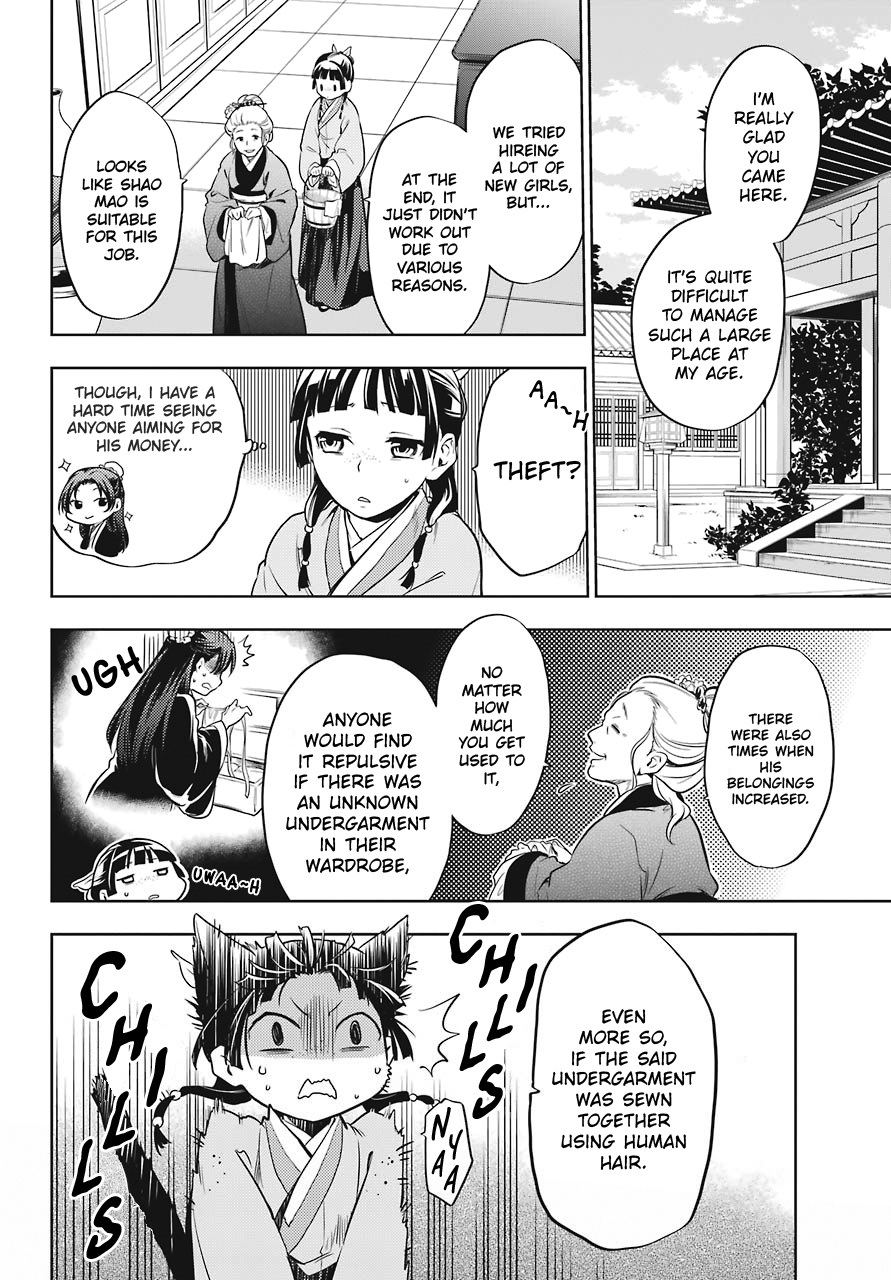 I'M
REALLY
GLAD
YOU
CAME
HERE.
IT'S QUITE
DIFFICULT
TO MANAGE
SUCH A LARGE
PLACE AT
MY AGE.
WE TRIED
HIREING
A LOT OF
NEW GIRLS,
BUT...
AT THE
END, IT
JUST DIDN'T
WORK OUT
DUE TO
VARIOUS
REASONS.
LOOKS
LIKE SHAO
MAO IS
SUITABLE
FOR THIS
JOB.
AA~H
THEFT?
THOUGH, I HAVE A
HARD TIME SEEING
ANYONE AIMING FOR
HIS MONEY...
THERE
WERE ALSO
TIMES WHEN
HIS
BELONGINGS
INCREASED.
NO
MATTER
HOW
MUCH
YOU GET
USED TO
IT,
ANYONE
WOULD FIND
IT REPULSIVE
IF THERE WAS
AN UNKNOWN
UNDERGARMENT
IN THEIR
WARDROBE,
UGH
UWAA~H
EVEN
MORE SO,
IF THE SAID
UNDERGARMENT
WAS SEWN
TOGETHER
USING HUMAN
HAIR.
CHILLS
NYAA
CHILLS